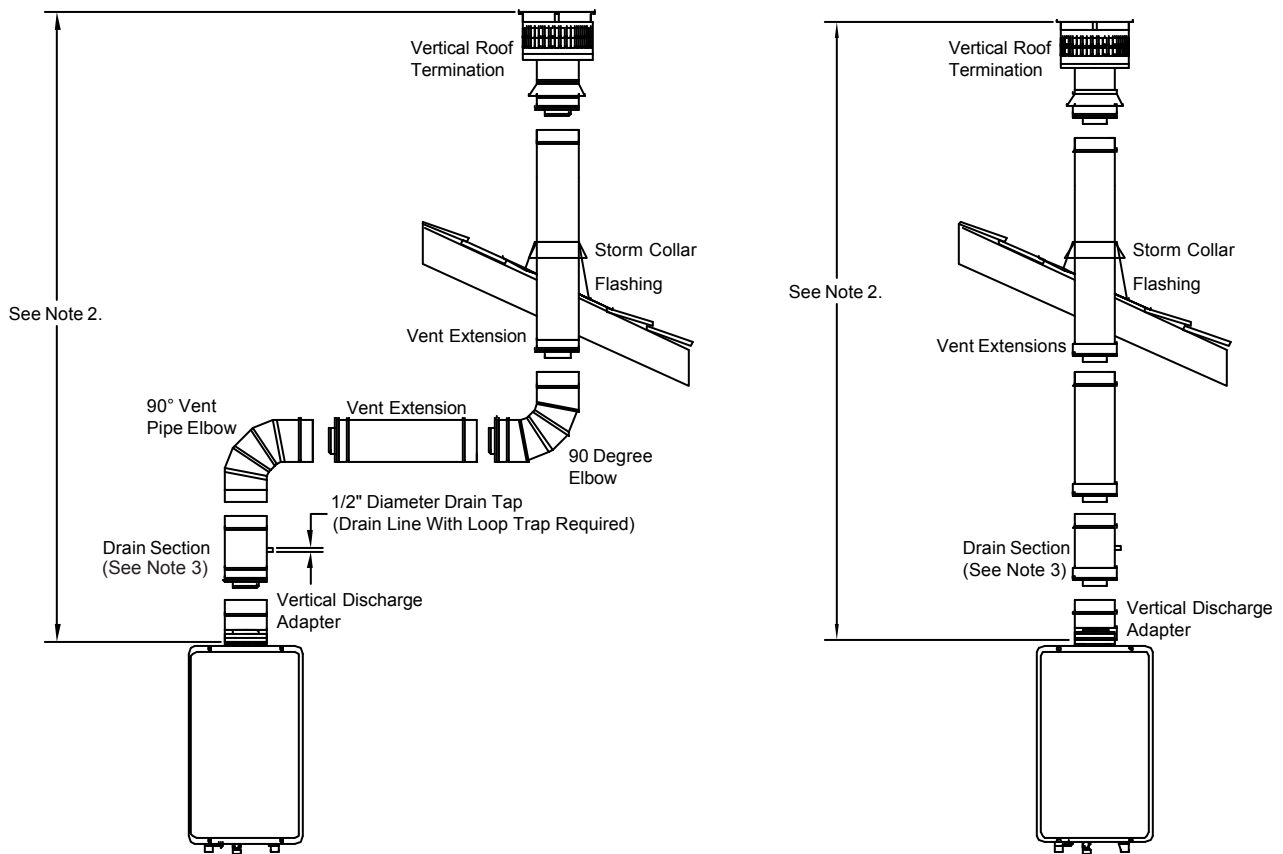 Vertical Roof
Termination
Storm Collar
Flashing
See Note 2.
Vent Extension
90° Vent
Pipe Elbow
Vent Extension
90 Degree
Elbow
1/2" Diameter Drain Tap
(Drain Line With Loop Trap Required)
Drain Section
(See Note 3)
Vertical Discharge
Adapter
Vertical Roof
Termination
Storm Collar
Flashing
See Note 2.
Vent Extensions
Drain Section
(See Note 3)
Vertical Discharge
Adapter